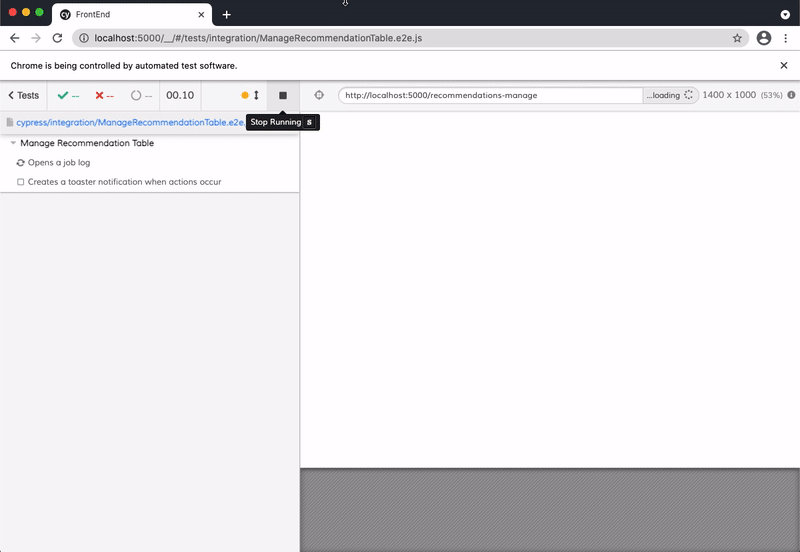 cy FrontEnd
localhost:5000/__/#/tests/integration/ManageRecommendationTable.e2e.js
Chrome is being controlled by automated test software.
Tests -- -- -- 00.10 http://localhost:5000/recommendations-manage ...loading 1400 x 1000 (53%)
Stop Running s
cypress/integration/ManageRecommendationTable.e2e.
Manage Recommendation Table
Opens a job log
Creates a toaster notification when actions occur